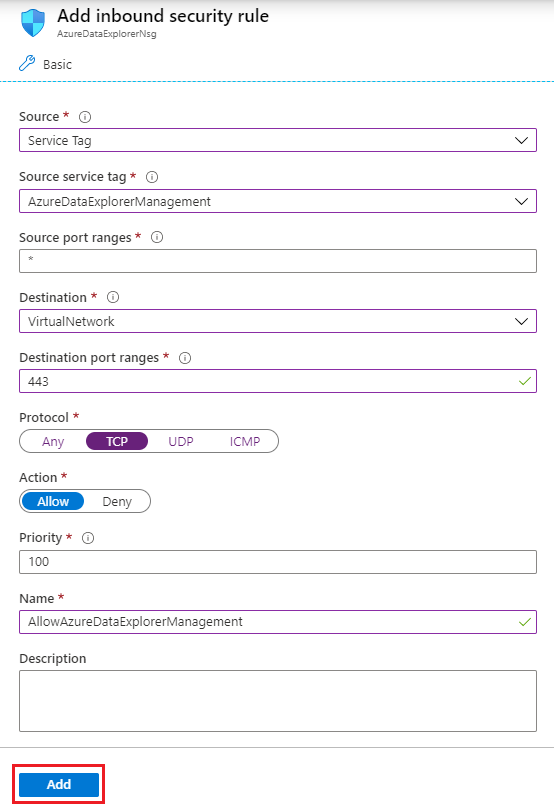 Add inbound security rule
AzureDataExplorerNsg
Basic
Source *
Service Tag
Source service tag *
AzureDataExplorerManagement
Source port ranges *
*
Destination *
VirtualNetwork
Destination port ranges *
443
Protocol *
Any TCP UDP ICMP
Action *
Allow Deny
Priority *
100
Name *
AllowAzureDataExplorerManagement
Description
Add